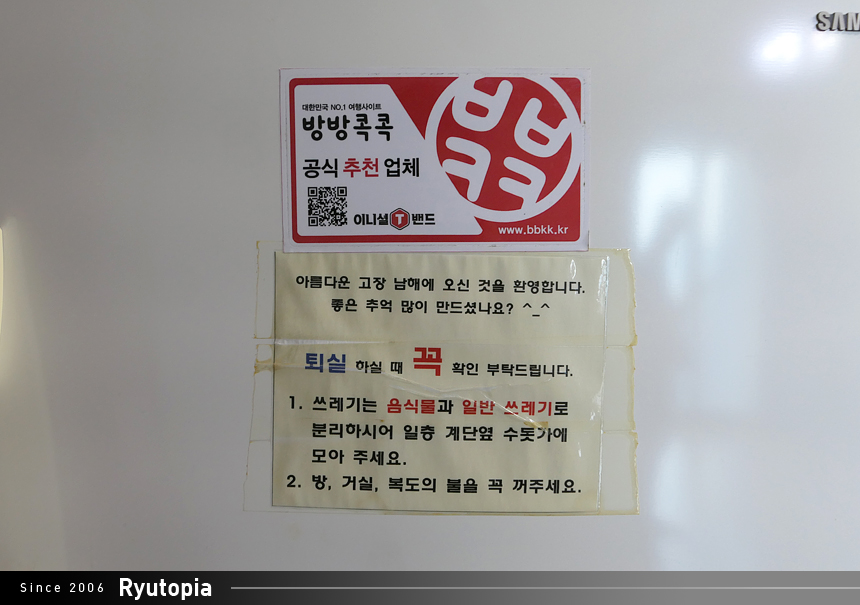 대한민국 NO.1 여행사이트
방방콕콕
공식 추천 업체
이니셜 T 밴드
ㅂㅂ
ㅋㅋ
www.bbkk.kr
아름다운 고장 남해에 오신 것을 환영합니다.
좋은 추억 많이 만드셨나요? ^_^
퇴실 하실 때 꼭 확인 부탁드립니다.
1. 쓰레기는 음식물과 일반 쓰레기로
분리하시어 일층 계단옆 수돗가에
모아 주세요.
2. 방, 거실, 복도의 불을 꼭 꺼주세요.
Since 2006 Ryutopia